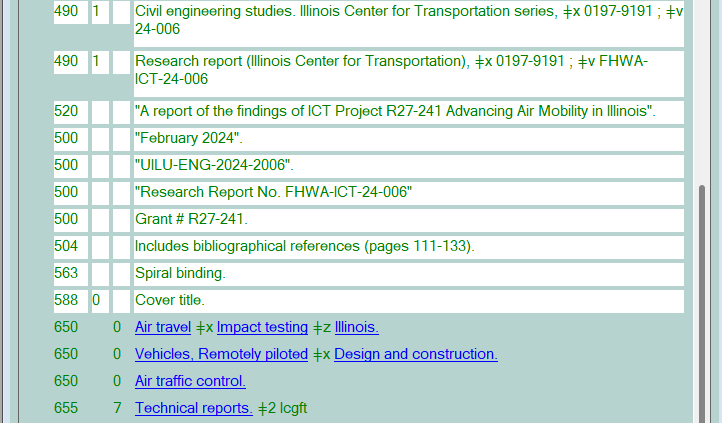 490 1 Civil engineering studies. Illinois Center for Transportation series, ǂx 0197-9191 ; ǂv
24-006
490 1 Research report (Illinois Center for Transportation), ǂx 0197-9191 ; ǂv FHWA-
ICT-24-006
520 "A report of the findings of ICT Project R27-241 Advancing Air Mobility in Illinois".
500 "February 2024".
500 "UILU-ENG-2024-2006".
500 "Research Report No. FHWA-ICT-24-006"
500 Grant # R27-241.
504 Includes bibliographical references (pages 111-133).
563 Spiral binding.
588 0 Cover title.
650 0 Air travel ǂx Impact testing ǂz Illinois.
650 0 Vehicles, Remotely piloted ǂx Design and construction.
650 0 Air traffic control.
655 7 Technical reports. ǂ2 lcgft